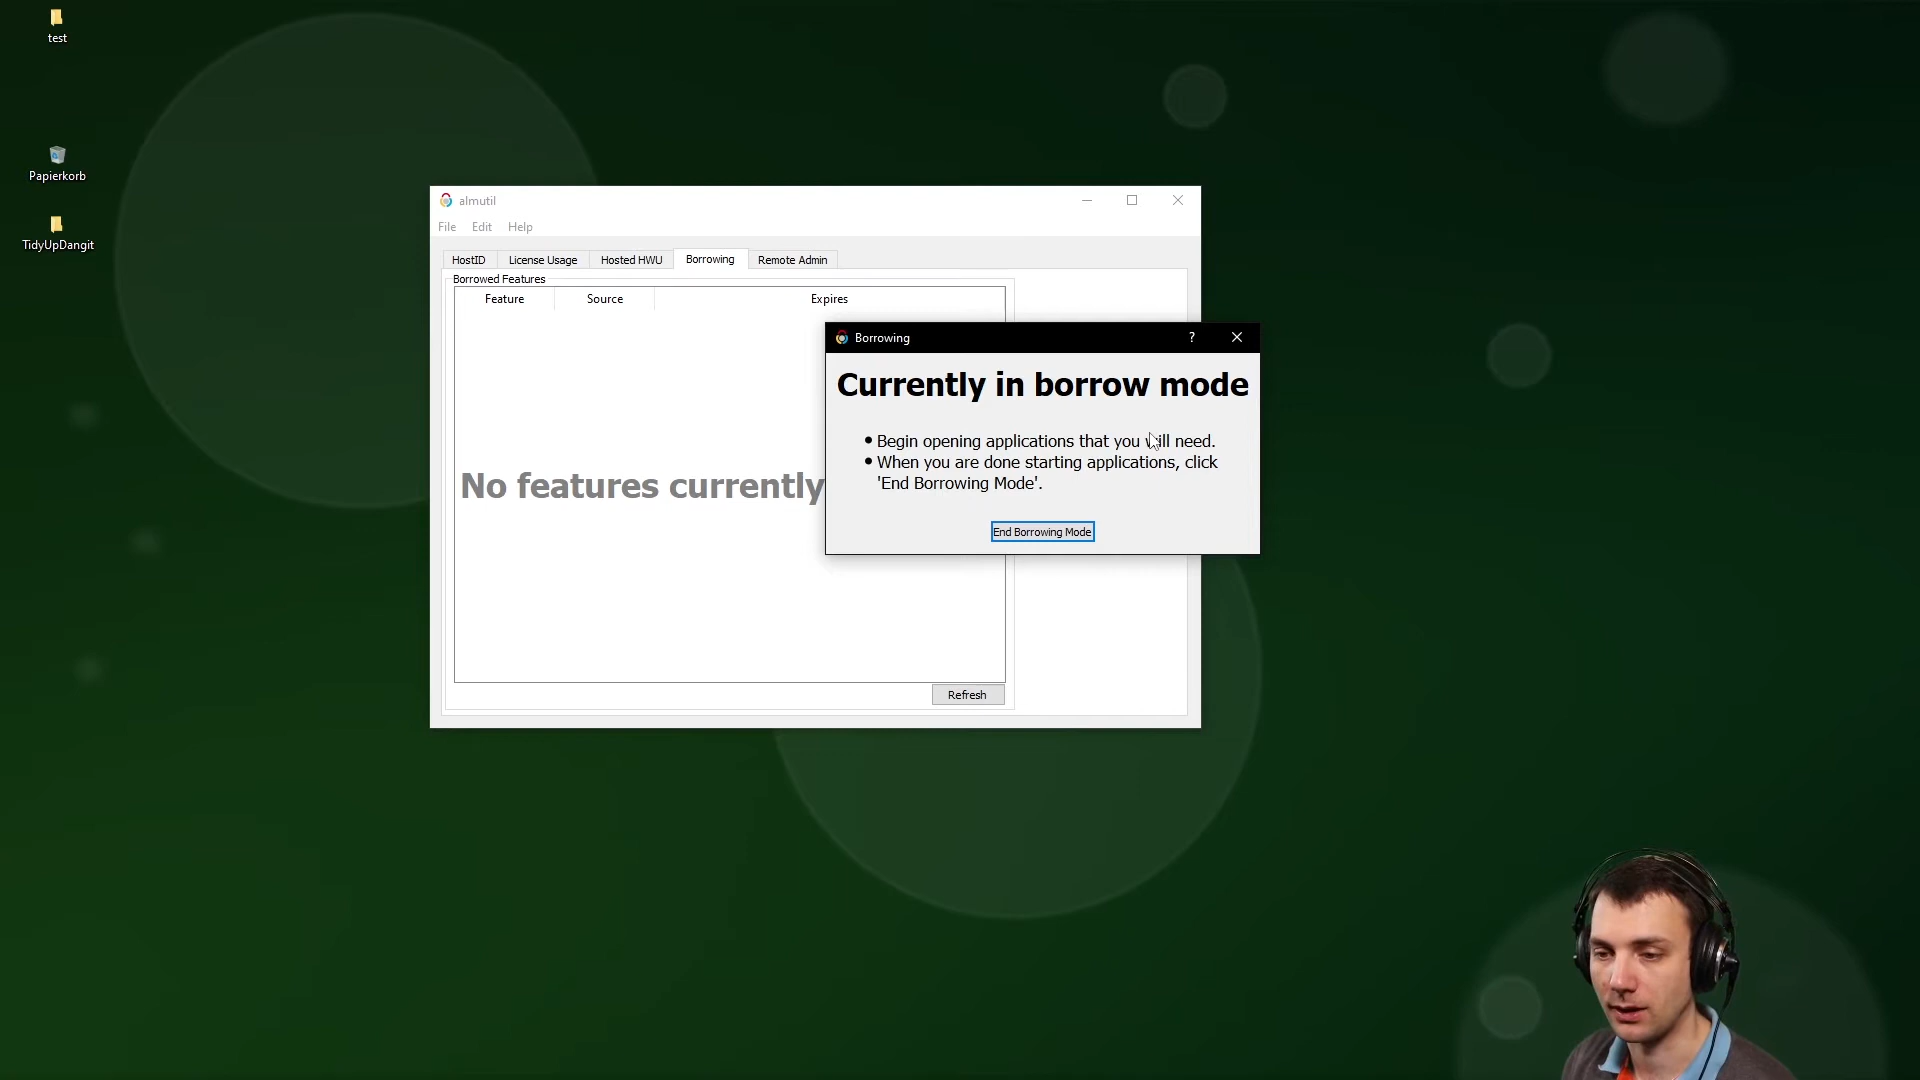 test
Papierkorb
TidyUpDangit
almutil
File Edit Help
HostID License Usage Hosted HWU Borrowing Remote Admin
Borrowed Features
Feature Source Expires
No features currently
Refresh
Borrowing ?
Currently in borrow mode
• Begin opening applications that you will need.
• When you are done starting applications, click
'End Borrowing Mode'.
End Borrowing Mode